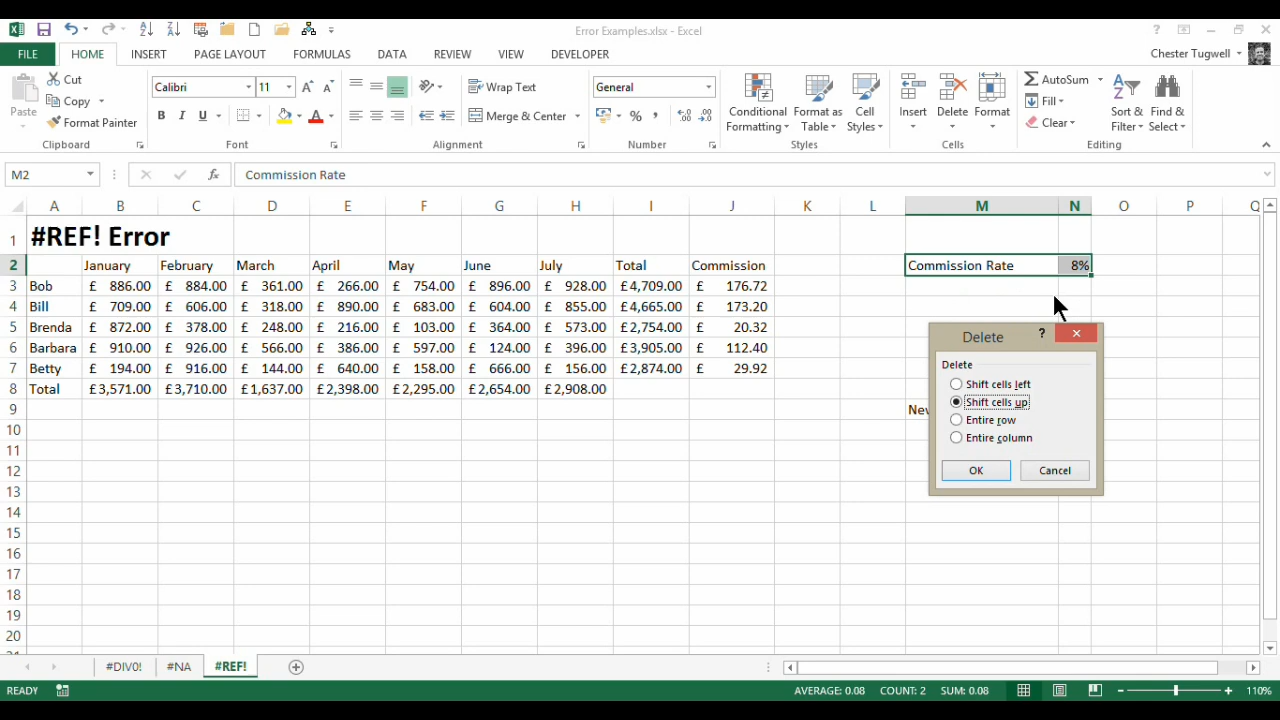 Error Examples.xlsx - Excel
?
FILE HOME INSERT PAGE LAYOUT FORMULAS DATA REVIEW VIEW DEVELOPER Chester Tugwell
Paste
Cut
Copy
Format Painter
Clipboard
Calibri 11
B I U
Font
Wrap Text
Merge & Center
Alignment
General
%
Number
Conditional Formatting
Format as Table
Cell Styles
Styles
Insert Delete Format
Cells
AutoSum
Fill
Clear
Sort & Filter
Find & Select
Editing
M2 fx Commission Rate
A B C D E F G H I J K L M N O P Q
1 #REF! Error
2 January February March April May June July Total Commission Commission Rate 8%
3 Bob £ 886.00 £ 884.00 £ 361.00 £ 266.00 £ 754.00 £ 896.00 £ 928.00 £4,709.00 £ 176.72
4 Bill £ 709.00 £ 606.00 £ 318.00 £ 890.00 £ 683.00 £ 604.00 £ 855.00 £4,665.00 £ 173.20
5 Brenda £ 872.00 £ 378.00 £ 248.00 £ 216.00 £ 103.00 £ 364.00 £ 573.00 £2,754.00 £ 20.32
6 Barbara £ 910.00 £ 926.00 £ 566.00 £ 386.00 £ 597.00 £ 124.00 £ 396.00 £3,905.00 £ 112.40
7 Betty £ 194.00 £ 916.00 £ 144.00 £ 640.00 £ 158.00 £ 666.00 £ 156.00 £2,874.00 £ 29.92
8 Total £3,571.00 £3,710.00 £1,637.00 £2,398.00 £2,295.00 £2,654.00 £2,908.00
9
10
11
12
13
14
15
16
17
18
19
20
Delete ?
Delete
Shift cells left
Shift cells up
Entire row
Entire column
OK Cancel
#DIV0! #NA #REF!
READY AVERAGE: 0.08 COUNT: 2 SUM: 0.08 110%